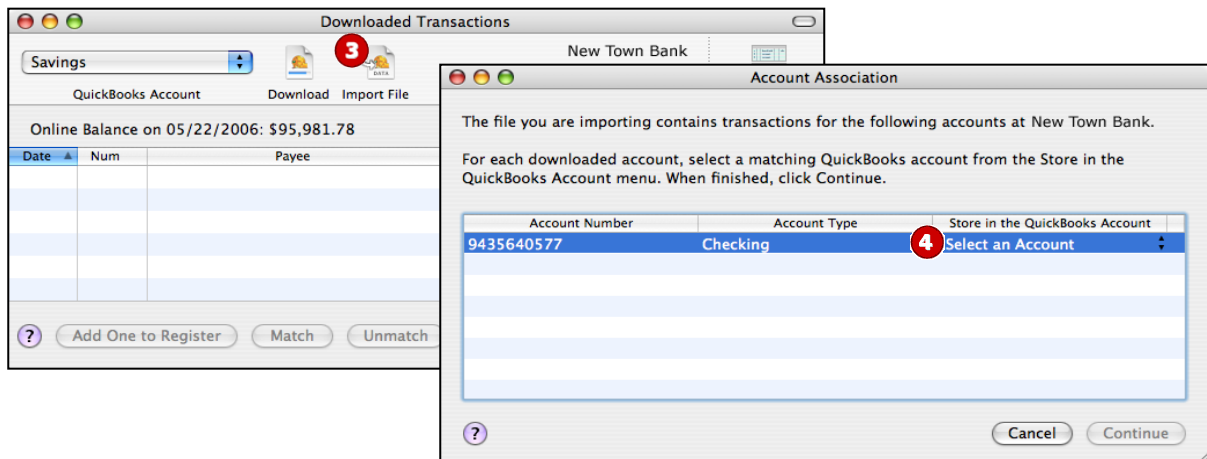 Downloaded Transactions
Savings
3
DATA
New Town Bank
QuickBooks Account
Download
Import File
Online Balance on 05/22/2006: $95,981.78
Date
Num
Payee
? Add One to Register Match Unmatch
Account Association
The file you are importing contains transactions for the following accounts at New Town Bank.
For each downloaded account, select a matching QuickBooks account from the Store in the
QuickBooks Account menu. When finished, click Continue.
Account Number Account Type Store in the QuickBooks Account
9435640577 Checking 4 Select an Account
? Cancel Continue